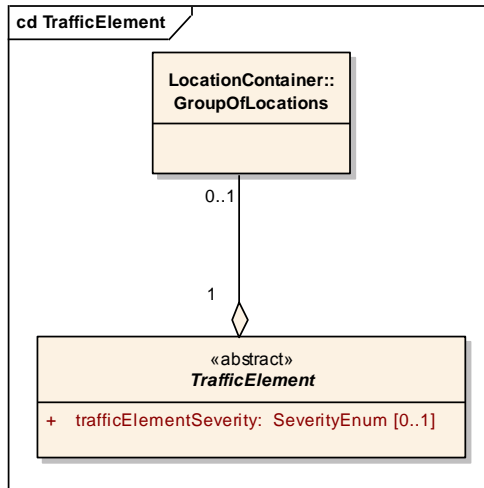 cd TrafficElement
LocationContainer::
GroupOfLocations
0..1
1
«abstract»
TrafficElement
+ trafficElementSeverity: SeverityEnum [0..1]